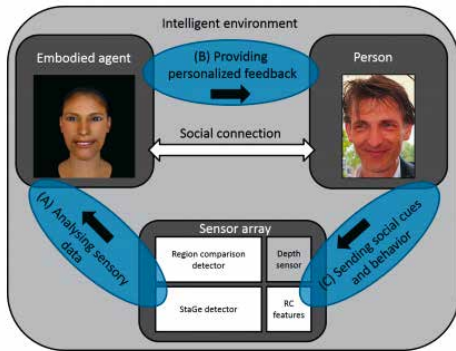 Intelligent environment
Embodied agent
(B) Providing
personalized feedback
Person
Social connection
(A) Analysing sensory
data
Sensor array
Region comparison
detector
Depth
sensor
StaGe detector
RC
features
(C) Sending social cues
and behavior